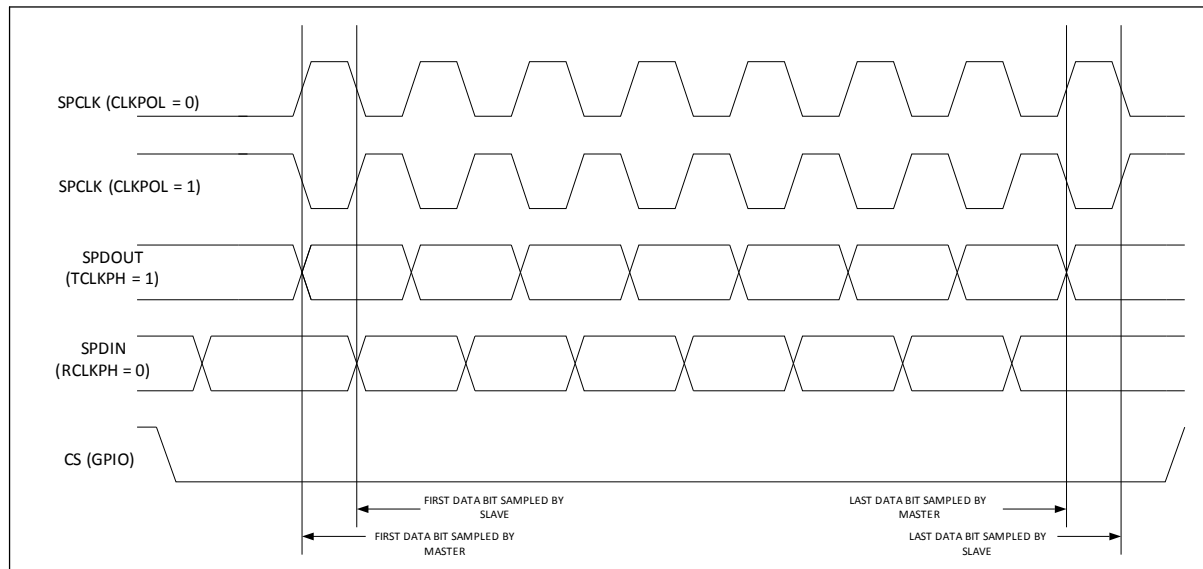 SPCLK (CLKPOL = 0)
SPCLK (CLKPOL = 1)
SPDOUT
(TCLKPH = 1)
SPDIN
(RCLKPH = 0)
CS (GPIO)
FIRST DATA BIT SAMPLED BY
SLAVE
LAST DATA BIT SAMPLED BY
MASTER
FIRST DATA BIT SAMPLED BY
MASTER
LAST DATA BIT SAMPLED BY
SLAVE